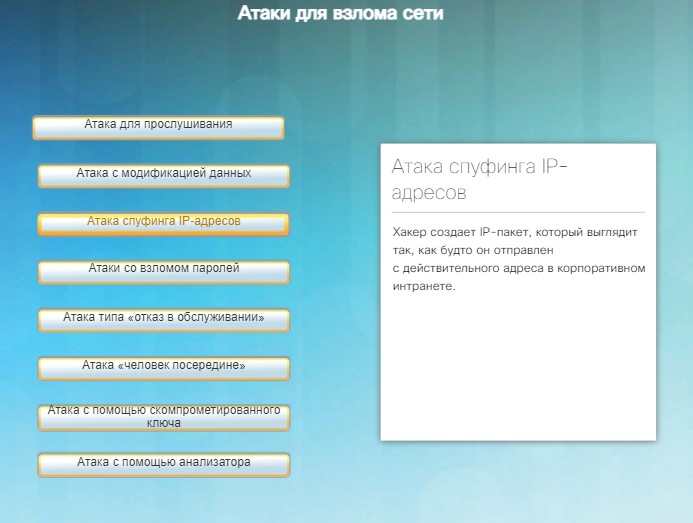 Атаки для взлома сети
Атака для прослушивания
Атака с модификацией данных
Атака спуфинга IP-адресов
Атаки со взломом паролей
Атака типа «отказ в обслуживании»
Атака «человек посередине»
Атака с помощью скомпрометированного
ключа
Атака с помощью анализатора
Атака спуфинга IP-
адресов
Хакер создает IP-пакет, который выглядит
так, как будто он отправлен
с действительного адреса в корпоративном
интранете.